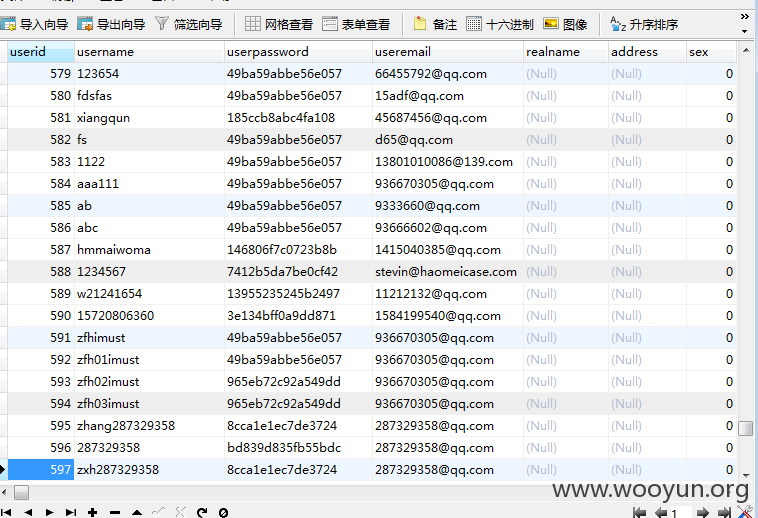 导入向导 导出向导 筛选向导 网格查看 表单查看 备注 十六进制 图像 升序排序
userid username userpassword useremail realname address sex
579 123654 49ba59abbe56e057 66455792@qq.com (Null) (Null) 0
580 fdsfas 49ba59abbe56e057 15adf@qq.com (Null) (Null) 0
581 xiangqun 185ccb8abc4fa108 45687456@qq.com (Null) (Null) 0
582 fs 49ba59abbe56e057 d65@qq.com (Null) (Null) 0
583 1122 49ba59abbe56e057 13801010086@139.com (Null) (Null) 0
584 aaa111 49ba59abbe56e057 936670305@qq.com (Null) (Null) 0
585 ab 49ba59abbe56e057 9333660@qq.com (Null) (Null) 0
586 abc 49ba59abbe56e057 93666602@qq.com (Null) (Null) 0
587 hmmaiwoma 146806f7c0723b8b 1415040385@qq.com (Null) (Null) 0
588 1234567 7412b5da7be0cf42 stevin@haomeicase.com (Null) (Null) 0
589 w21241654 13955235245b2497 11212132@qq.com (Null) (Null) 0
590 15720806360 3e134bff0a9dd871 1584199540@qq.com (Null) (Null) 0
591 zfhimust 49ba59abbe56e057 936670305@qq.com (Null) (Null) 0
592 zfh01imust 49ba59abbe56e057 936670305@qq.com (Null) (Null) 0
593 zfh02imust 965eb72c92a549dd 936670305@qq.com (Null) (Null) 0
594 zfh03imust 965eb72c92a549dd 936670305@qq.com (Null) (Null) 0
595 zhang287329358 8cca1e1ec7de3724 287329358@qq.com (Null) (Null) 0
596 287329358 bd839d835fb55bdc 287329358@qq.com (Null) (Null) 0
597 zxh287329358 8cca1e1ec7de3724 287329358@qq.com (Null) (Null) 0
www.wooyun.org
1